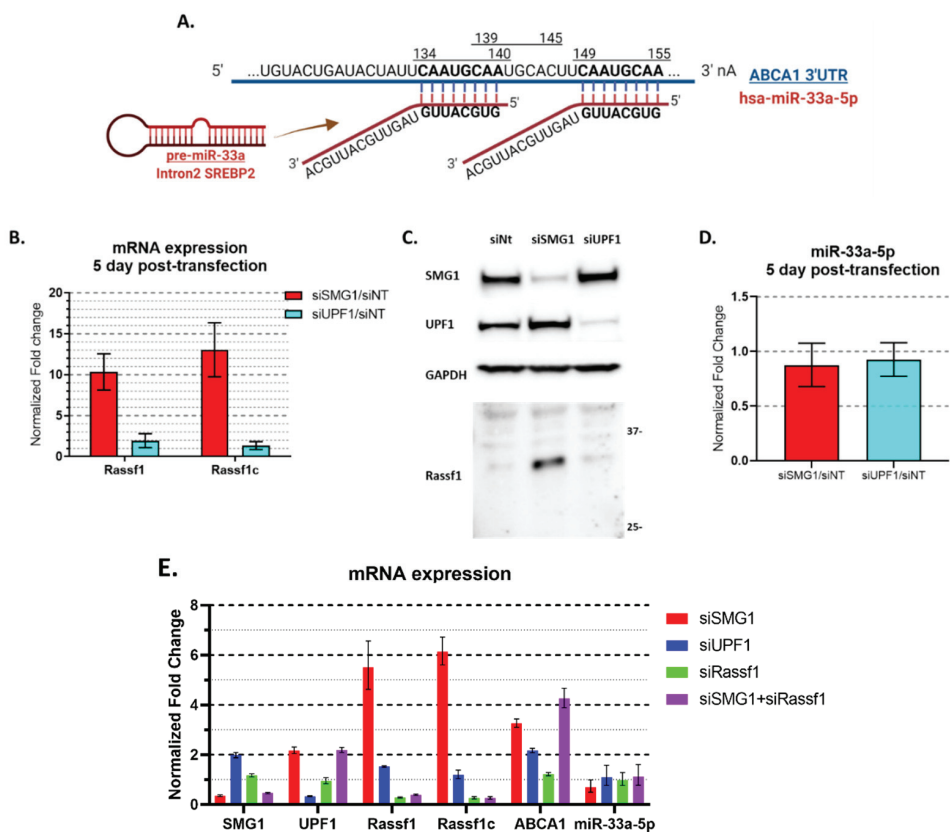 A.
139 145
134 140 149 155
5' ...UGUACUGAUACUAUUCAAUGCAAUGCACUUCAAUGCAA ... 3' nA ABCA1 3'UTR
hsa-miR-33a-5p
GUUACGUG 5' GUUACGUG 5'
3' ACGUUACGUUGAU 3' ACGUUACGUUGAU
pre-miR-33a
Intron2 SREBP2
B.
mRNA expression
5 day post-transfection
Normalized Fold Change
20
15
10
5
0
Rassf1 Rassf1c
siSMG1/siNT
siUPF1/siNT
C.
siNt siSMG1 siUPF1
SMG1
UPF1
GAPDH
37-
Rassf1
25-
D.
miR-33a-5p
5 day post-transfection
Normalized Fold Change
1.5
1.0
0.5
0.0
siSMG1/siNT siUPF1/siNT
E.
mRNA expression
Normalized Fold Change
8
6
4
2
0
SMG1 UPF1 Rassf1 Rassf1c ABCA1 miR-33a-5p
siSMG1
siUPF1
siRassf1
siSMG1+siRassf1